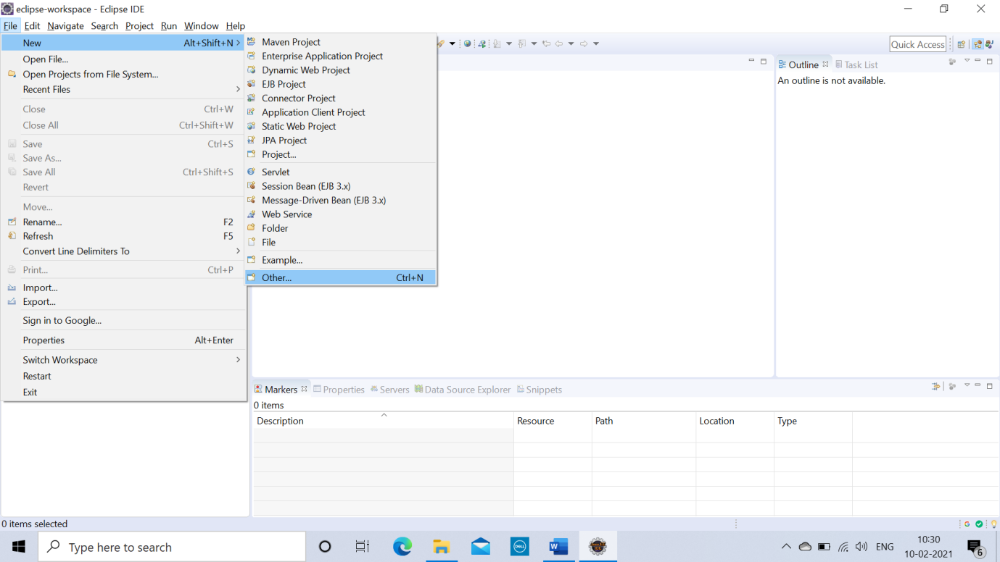 eclipse-workspace - Eclipse IDE
File Edit Navigate Search Project Run Window Help
New Alt+Shift+N
Open File...
Open Projects from File System...
Recent Files
Close Ctrl+W
Close All Ctrl+Shift+W
Save Ctrl+S
Save As...
Save All Ctrl+Shift+S
Revert
Move...
Rename... F2
Refresh F5
Convert Line Delimiters To
Print... Ctrl+P
Import...
Export...
Sign in to Google...
Properties Alt+Enter
Switch Workspace
Restart
Exit
Maven Project
Enterprise Application Project
Dynamic Web Project
EJB Project
Connector Project
Application Client Project
Static Web Project
JPA Project
Project...
Servlet
Session Bean (EJB 3.x)
Message-Driven Bean (EJB 3.x)
Web Service
Folder
File
Example...
Other... Ctrl+N
Quick Access
Outline Task List
An outline is not available.
Markers Properties Servers Data Source Explorer Snippets
0 items
Description Resource Path Location Type
0 items selected
Type here to search
DELL
W
ENG
10:30
10-02-2021
6